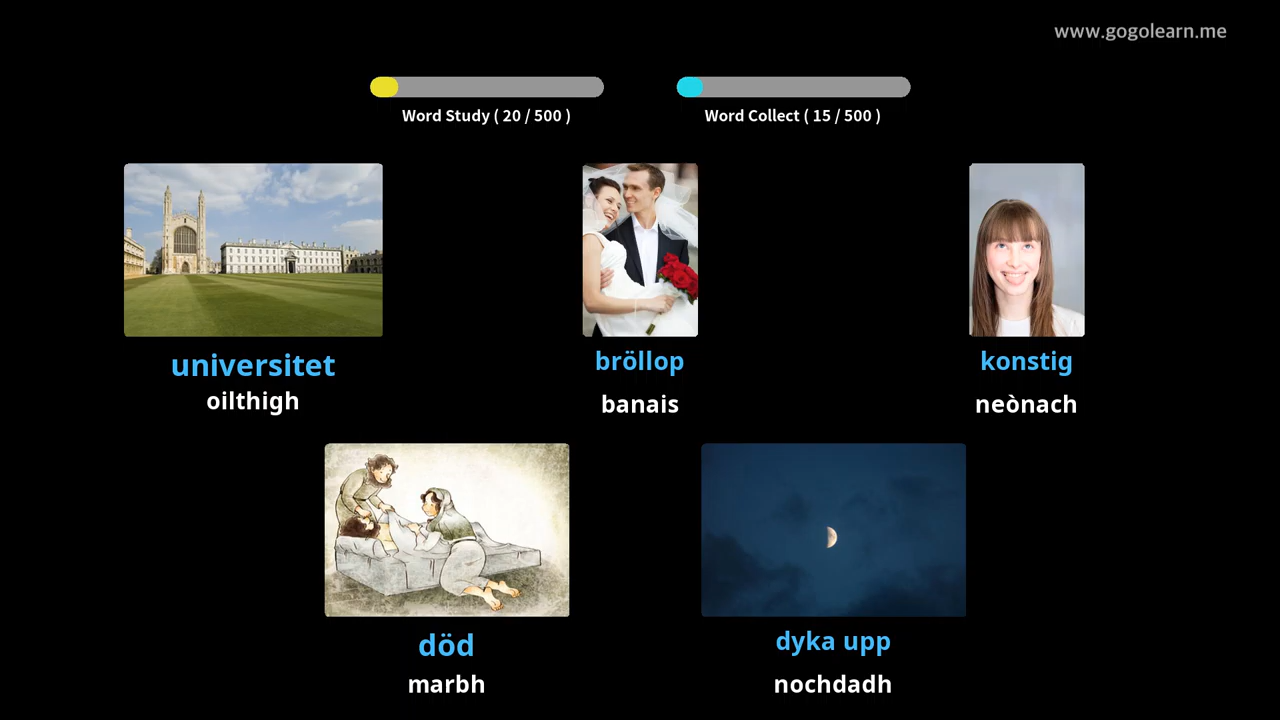 www.gogolearn.me
Word Study ( 20 / 500 )
Word Collect ( 15 / 500 )
universitet
oilthigh
bröllop
banais
konstig
neònach
död
marbh
dyka upp
nochdadh